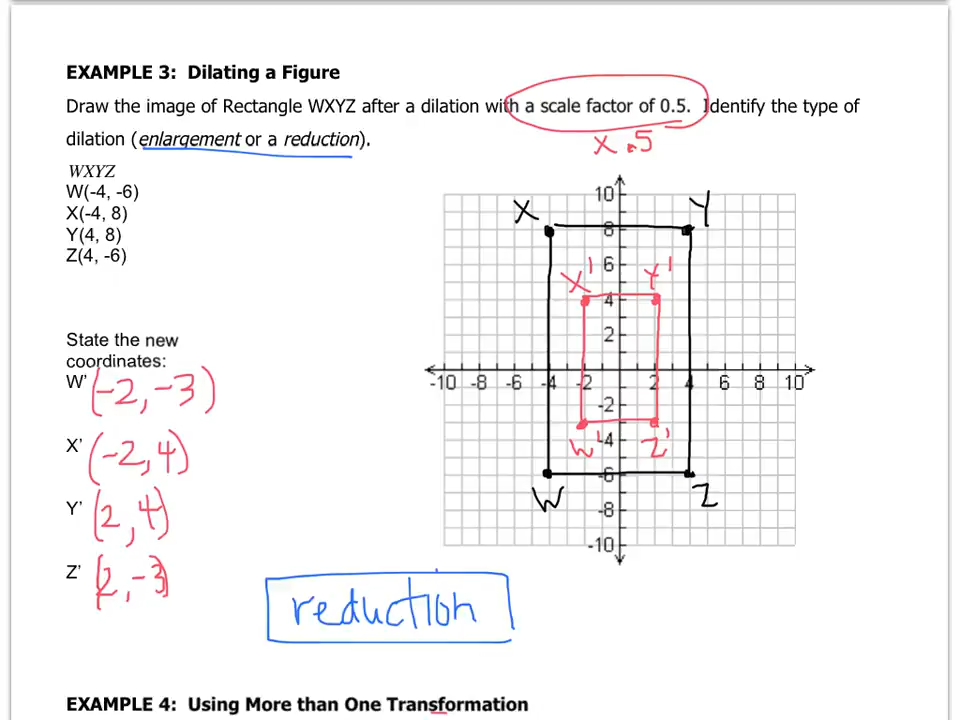 EXAMPLE 3: Dilating a Figure
Draw the image of Rectangle WXYZ after a dilation with a scale factor of 0.5. Identify the type of
dilation (enlargement or a reduction).
x .5
WXYZ
W(-4, -6)
X(-4, 8)
Y(4, 8)
Z(4, -6)
X Y
10
8
6
X' Y'
4
2
-10 -8 -6 -4 -2 2 4 6 8 10
-2
W' -4 Z'
-6
W Z
-8
-10
State the new
coordinates:
W' (-2, -3)
X' (-2, 4)
Y' (2, 4)
Z' (2, -3)
reduction
EXAMPLE 4: Using More than One Transformation